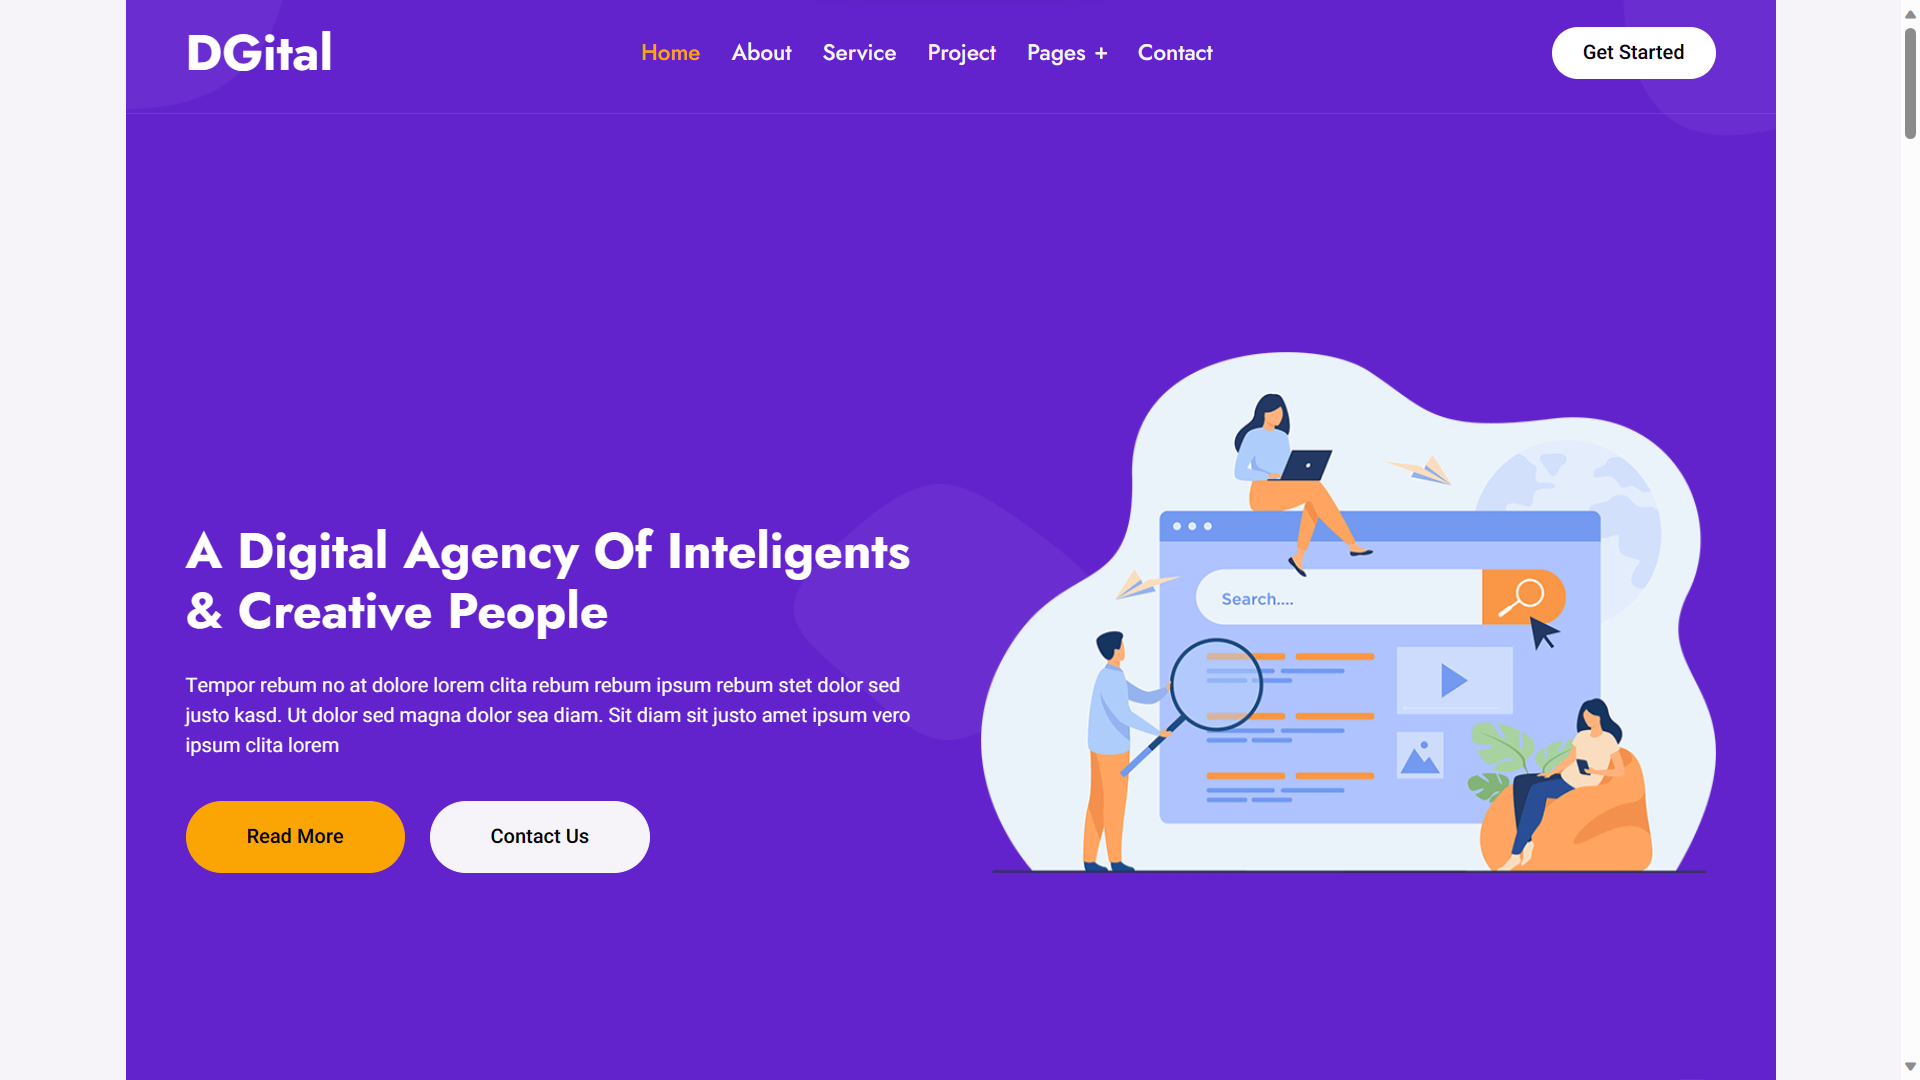 DGital
Home About Service Project Pages + Contact
Get Started
A Digital Agency Of Inteligents
& Creative People
Tempor rebum no at dolore lorem clita rebum rebum ipsum rebum stet dolor sed
justo kasd. Ut dolor sed magna dolor sea diam. Sit diam sit justo amet ipsum vero
ipsum clita lorem
Read More
Contact Us
Search....